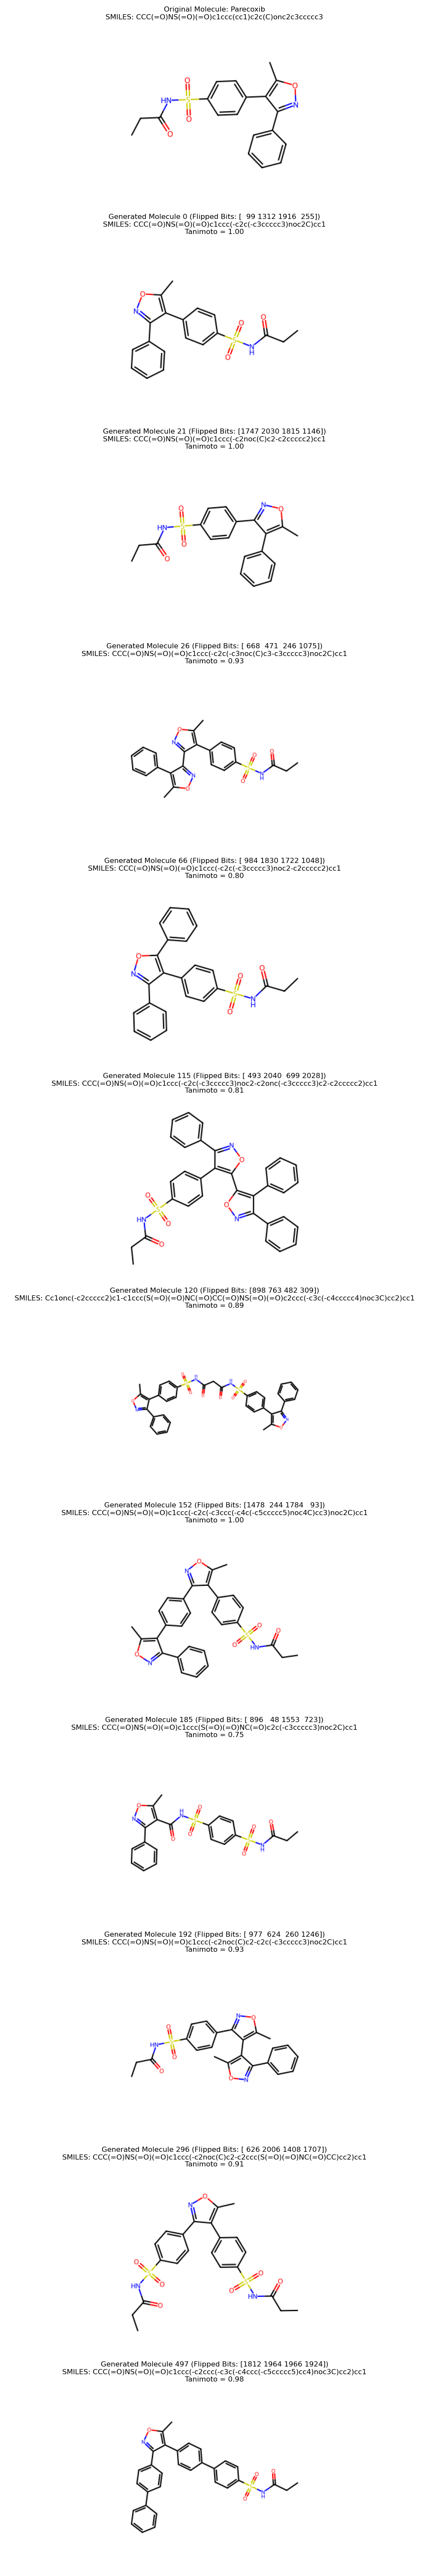 Original Molecule: Parecoxib
SMILES: CCC(=O)NS(=O)(=O)c1ccc(cc1)c2c(C)onc2c3ccccc3
O
O
HN
S
N
O
O
Generated Molecule 0 (Flipped Bits: [  99 1312 1916  255])
SMILES: CCC(=O)NS(=O)(=O)c1ccc(-c2c(-c3ccccc3)noc2C)cc1
Tanimoto = 1.00
O
N
O
O
S
O
N
H
Generated Molecule 21 (Flipped Bits: [1747 2030 1815 1146])
SMILES: CCC(=O)NS(=O)(=O)c1ccc(-c2noc(C)c2-c2ccccc2)cc1
Tanimoto = 1.00
N
O
O
HN
S
O
O
Generated Molecule 26 (Flipped Bits: [ 668  471  246 1075])
SMILES: CCC(=O)NS(=O)(=O)c1ccc(-c2c(-c3noc(C)c3-c3ccccc3)noc2C)cc1
Tanimoto = 0.93
O
N
O
O
S
N
O
N
H
O
O
Generated Molecule 66 (Flipped Bits: [ 984 1830 1722 1048])
SMILES: CCC(=O)NS(=O)(=O)c1ccc(-c2c(-c3ccccc3)noc2-c2ccccc2)cc1
Tanimoto = 0.80
O
N
O
O
S
O
N
H
Generated Molecule 115 (Flipped Bits: [ 493 2040  699 2028])
SMILES: CCC(=O)NS(=O)(=O)c1ccc(-c2c(-c3ccccc3)noc2-c2onc(-c3ccccc3)c2-c2ccccc2)cc1
Tanimoto = 0.81
N
O
O
S
O
O
HN
N
O
Generated Molecule 120 (Flipped Bits: [898 763 482 309])
SMILES: Cc1onc(-c2ccccc2)c1-c1ccc(S(=O)(=O)NC(=O)CC(=O)NS(=O)(=O)c2ccc(-c3c(-c4ccccc4)noc3C)cc2)cc1
Tanimoto = 0.89
Generated Molecule 152 (Flipped Bits: [1478  244 1784   93])
SMILES: CCC(=O)NS(=O)(=O)c1ccc(-c2c(-c3ccc(-c4c(-c5ccccc5)noc4C)cc3)noc2C)cc1
Tanimoto = 1.00
O
N
O
S
O
O
NH
O
N
Generated Molecule 185 (Flipped Bits: [ 896   48 1553  723])
SMILES: CCC(=O)NS(=O)(=O)c1ccc(S(=O)(=O)NC(=O)c2c(-c3ccccc3)noc2C)cc1
Tanimoto = 0.75
O
N
H
N
O
S
O
O
O
S
O
N
H
O
Generated Molecule 192 (Flipped Bits: [ 977  624  260 1246])
SMILES: CCC(=O)NS(=O)(=O)c1ccc(-c2noc(C)c2-c2c(-c3ccccc3)noc2C)cc1
Tanimoto = 0.93
N
O
O
HN
S
O
O
O
N
Generated Molecule 296 (Flipped Bits: [ 626 2006 1408 1707])
SMILES: CCC(=O)NS(=O)(=O)c1ccc(-c2noc(C)c2-c2ccc(S(=O)(=O)NC(=O)CC)cc2)cc1
Tanimoto = 0.91
O
N
O
S
O
HN
O
O
S
O
HN
O
Generated Molecule 497 (Flipped Bits: [1812 1964 1966 1924])
SMILES: CCC(=O)NS(=O)(=O)c1ccc(-c2ccc(-c3c(-c4ccc(-c5ccccc5)cc4)noc3C)cc2)cc1
Tanimoto = 0.98
O
N
O
S
O
N
H
O